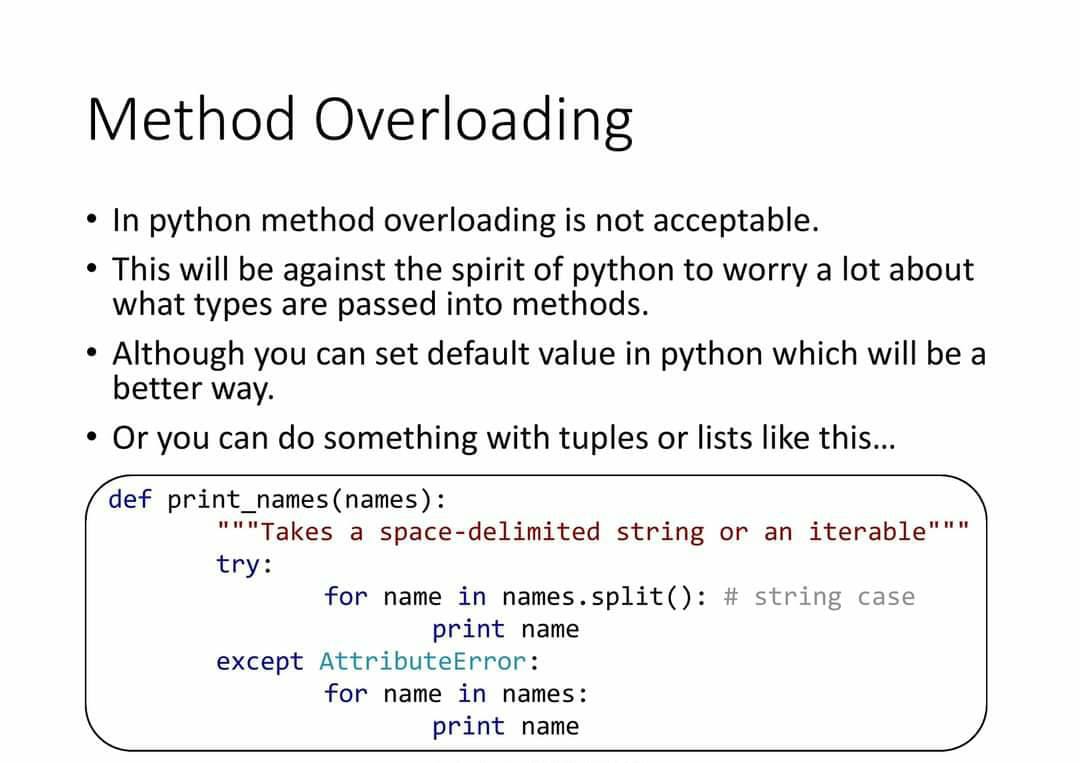 Method Overloading
• In python method overloading is not acceptable.
• This will be against the spirit of python to worry a lot about
what types are passed into methods.
• Although you can set default value in python which will be a
better way.
• Or you can do something with tuples or lists like this...
def print_names(names):
"""Takes a space-delimited string or an iterable"""
try:
for name in names.split(): # string case
print name
except AttributeError:
for name in names:
print name